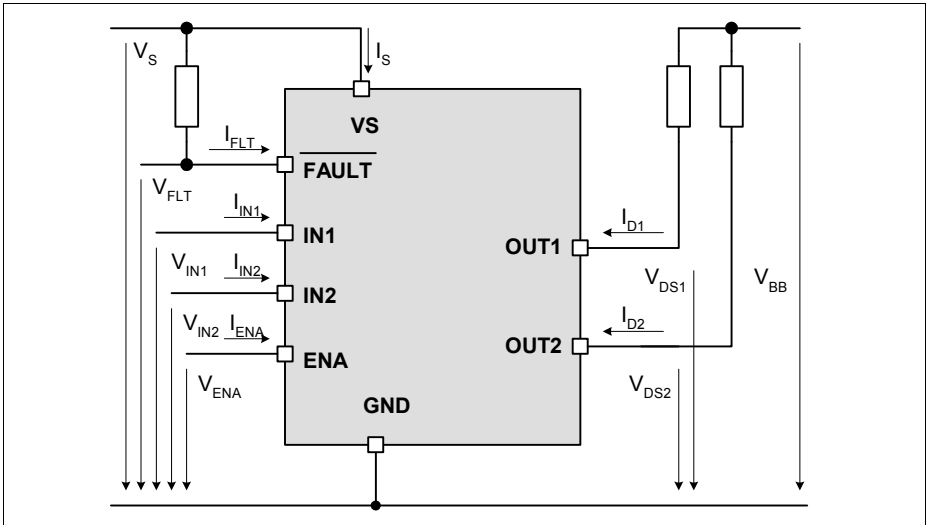 V_S
I_S
VS
I_FLT
FAULT
V_FLT
I_IN1
IN1
I_D1
OUT1
V_IN1
I_IN2
V_DS1
V_BB
IN2
V_IN2
I_ENA
I_D2
OUT2
ENA
V_ENA
V_DS2
GND